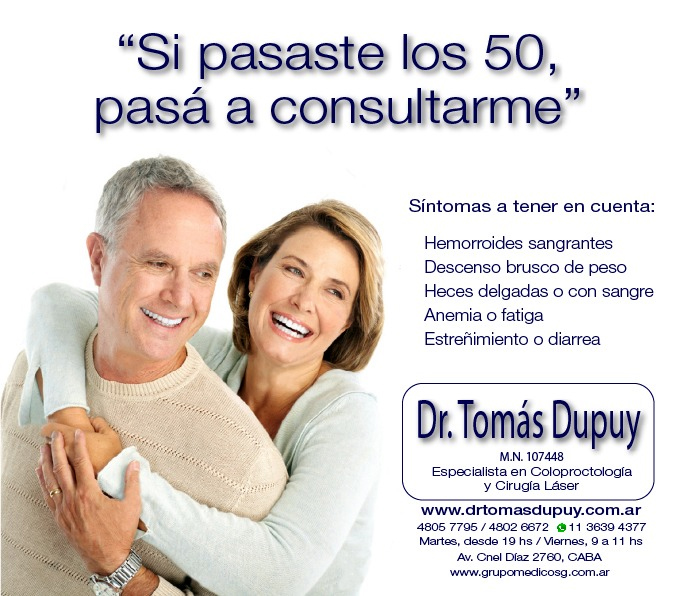 “Si pasaste los 50,
pasá a consultarme”
Síntomas a tener en cuenta:
Hemorroides sangrantes
Descenso brusco de peso
Heces delgadas o con sangre
Anemia o fatiga
Estreñimiento o diarrea
Dr. Tomás Dupuy
M.N. 107448
Especialista en Coloproctología
y Cirugía Láser
www.drtomasdupuy.com.ar
4805 7795 / 4802 6672 11 3639 4377
Martes, desde 19 hs / Viernes, 9 a 11 hs
Av. Cnel Díaz 2760, CABA
www.grupomedicosg.com.ar